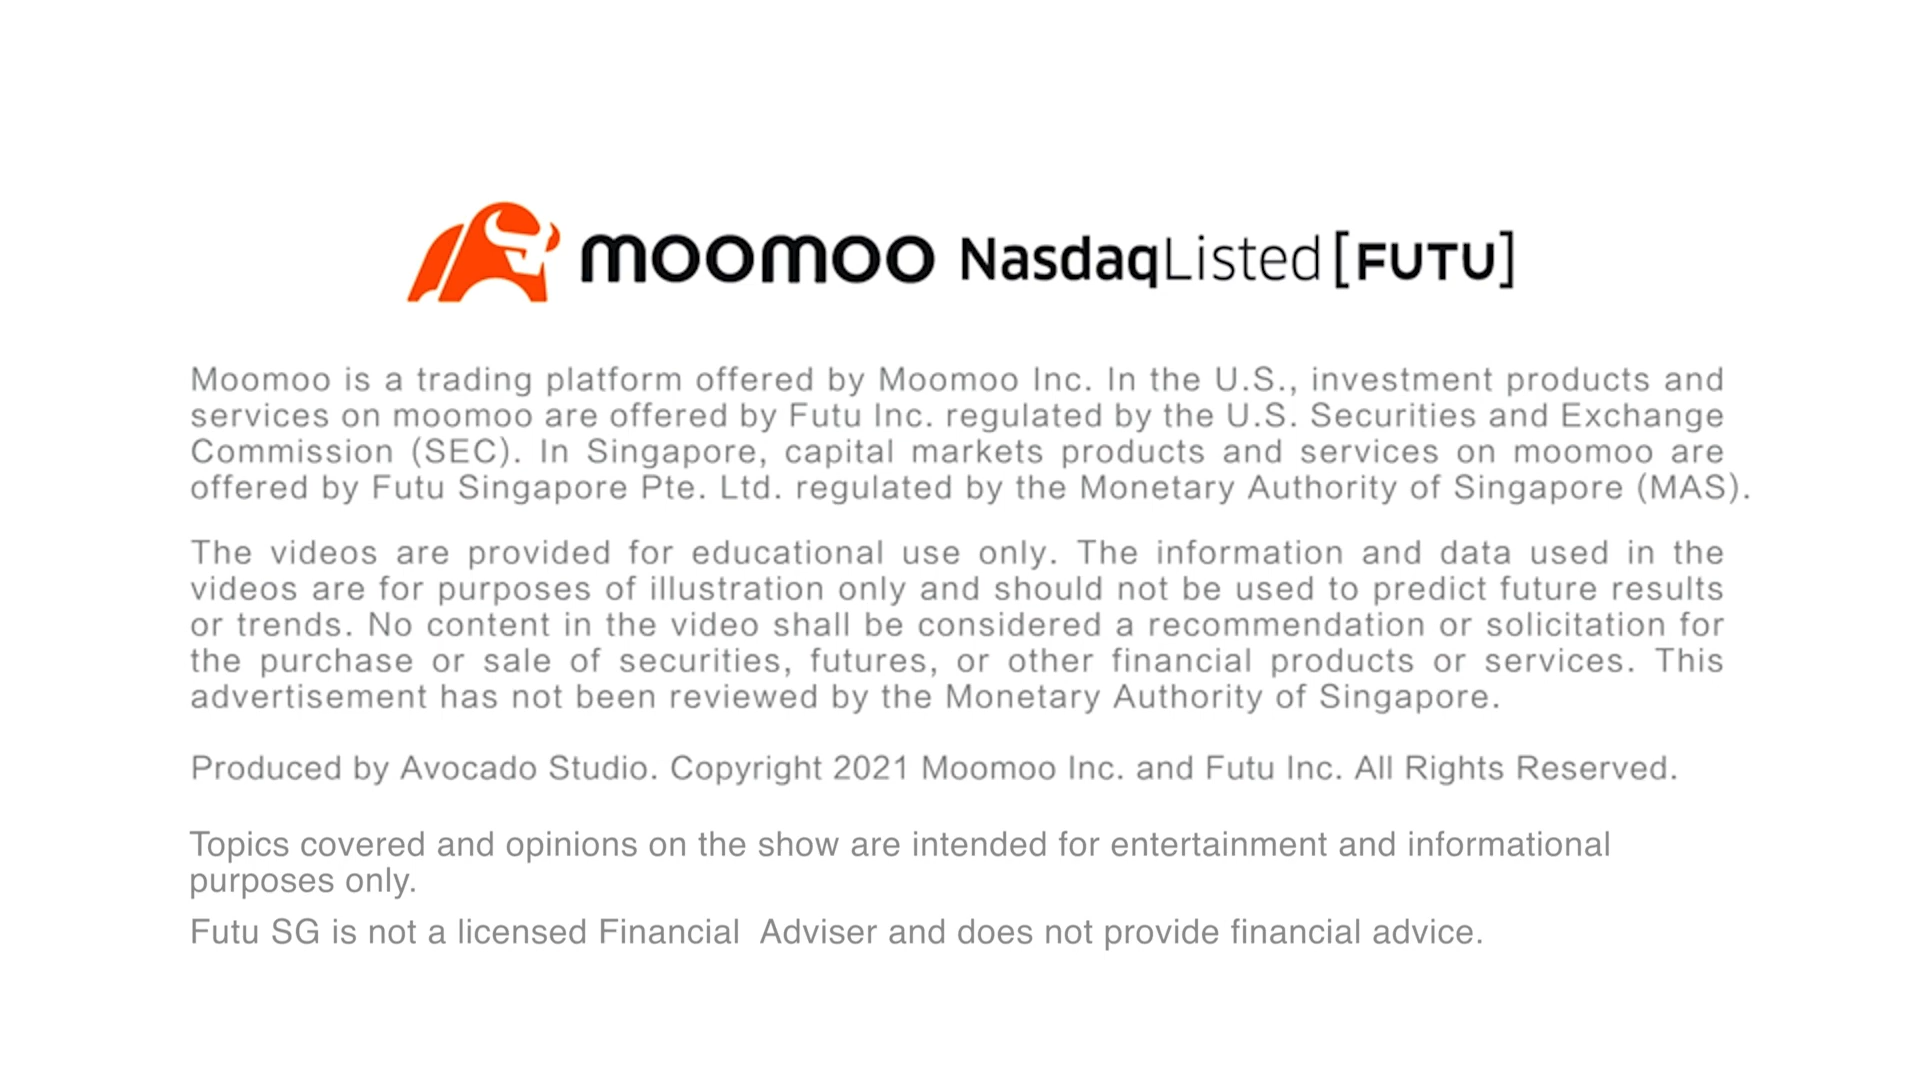 moomoo NasdaqListed [FUTU]
Moomoo is a trading platform offered by Moomoo Inc. In the U.S., investment products and
services on moomoo are offered by Futu Inc. regulated by the U.S. Securities and Exchange
Commission (SEC). In Singapore, capital markets products and services on moomoo are
offered by Futu Singapore Pte. Ltd. regulated by the Monetary Authority of Singapore (MAS).
The videos are provided for educational use only. The information and data used in the
videos are for purposes of illustration only and should not be used to predict future results
or trends. No content in the video shall be considered a recommendation or solicitation for
the purchase or sale of securities, futures, or other financial products or services. This
advertisement has not been reviewed by the Monetary Authority of Singapore.
Produced by Avocado Studio. Copyright 2021 Moomoo Inc. and Futu Inc. All Rights Reserved.
Topics covered and opinions on the show are intended for entertainment and informational
purposes only.
Futu SG is not a licensed Financial  Adviser and does not provide financial advice.